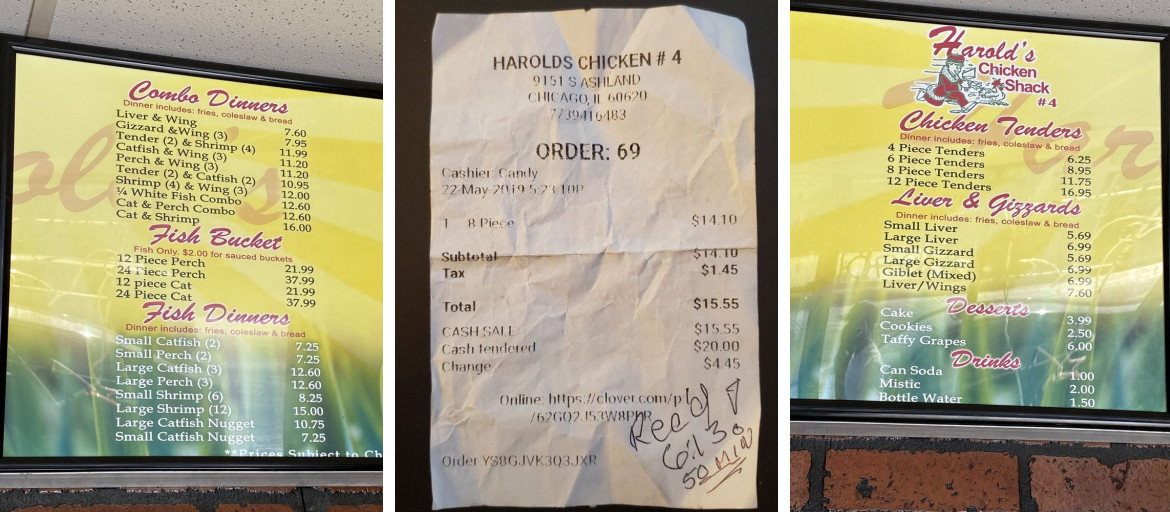 Combo Dinners
Dinner includes: fries, coleslaw & bread
Liver & Wing 7.60
Gizzard &Wing (3) 7.95
Tender (2) & Shrimp (4) 11.99
Catfish & Wing (3) 11.20
Perch & Wing (3) 11.20
Tender (2) & Catfish (2) 10.95
Shrimp (4) & Wing (3) 12.00
¼ White Fish Combo 12.60
Cat & Perch Combo 12.60
Cat & Shrimp 16.00
Fish Bucket
Fish Only. $2.00 for sauced buckets
12 Piece Perch 21.99
24 Piece Perch 37.99
12 piece Cat 21.99
24 Piece Cat 37.99
Fish Dinners
Dinner includes: fries, coleslaw & bread
Small Catfish (2) 7.25
Small Perch (2) 7.25
Large Catfish (3) 12.60
Large Perch (3) 12.60
Small Shrimp (6) 8.25
Large Shrimp (12) 15.00
Large Catfish Nugget 10.75
Small Catfish Nugget 7.25
**Prices Subject to Ch
HAROLDS CHICKEN # 4
9151 S ASHLAND
CHICAGO, IL 60620
7739416483
ORDER: 69
Cashier: Candy
22-May-2019
1 8 Piece $14.10
Subtotal $14.10
Tax $1.45
Total $15.55
CASH SALE $15.55
Cash tendered $20.00
Change $4.45
Online: https://clover.com/p
Rec'd
50 MIN
Order YS8GJVK3Q3JXR
Harold's
Chicken
Shack
#4
Chicken Tenders
Dinner includes: fries, coleslaw & bread
4 Piece Tenders 6.25
6 Piece Tenders 8.95
8 Piece Tenders 11.75
12 Piece Tenders 16.95
Liver & Gizzards
Dinner includes: fries, coleslaw & bread
Small Liver 5.69
Large Liver 6.99
Small Gizzard 5.69
Large Gizzard 6.99
Giblet (Mixed) 6.99
Liver/Wings 7.60
Desserts
Cake 3.99
Cookies 2.50
Taffy Grapes 6.00
Drinks
Can Soda 1.00
Mistic 2.00
Bottle Water 1.50